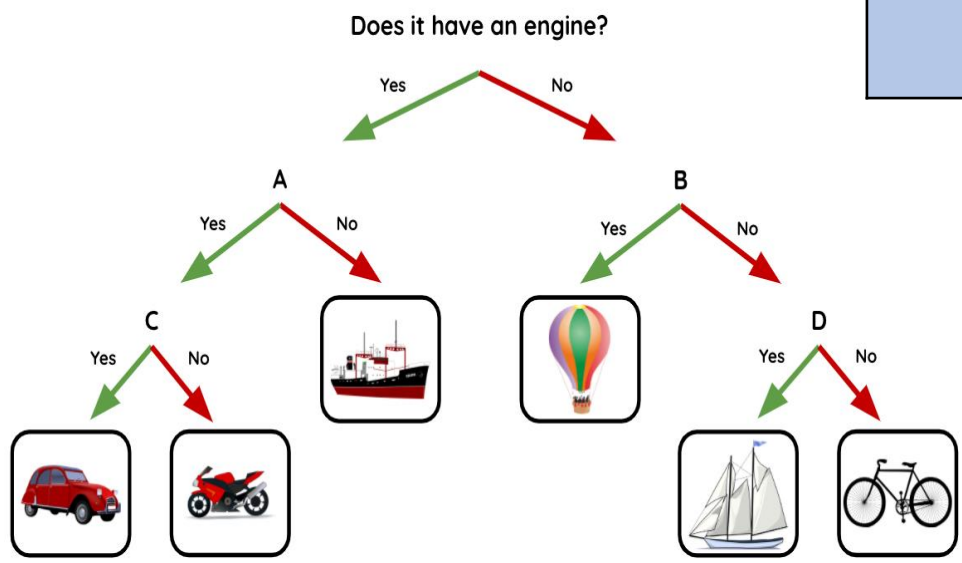 Does it have an engine?
Yes
No
A
B
Yes
No
Yes
No
C
D
Yes
No
Yes
No